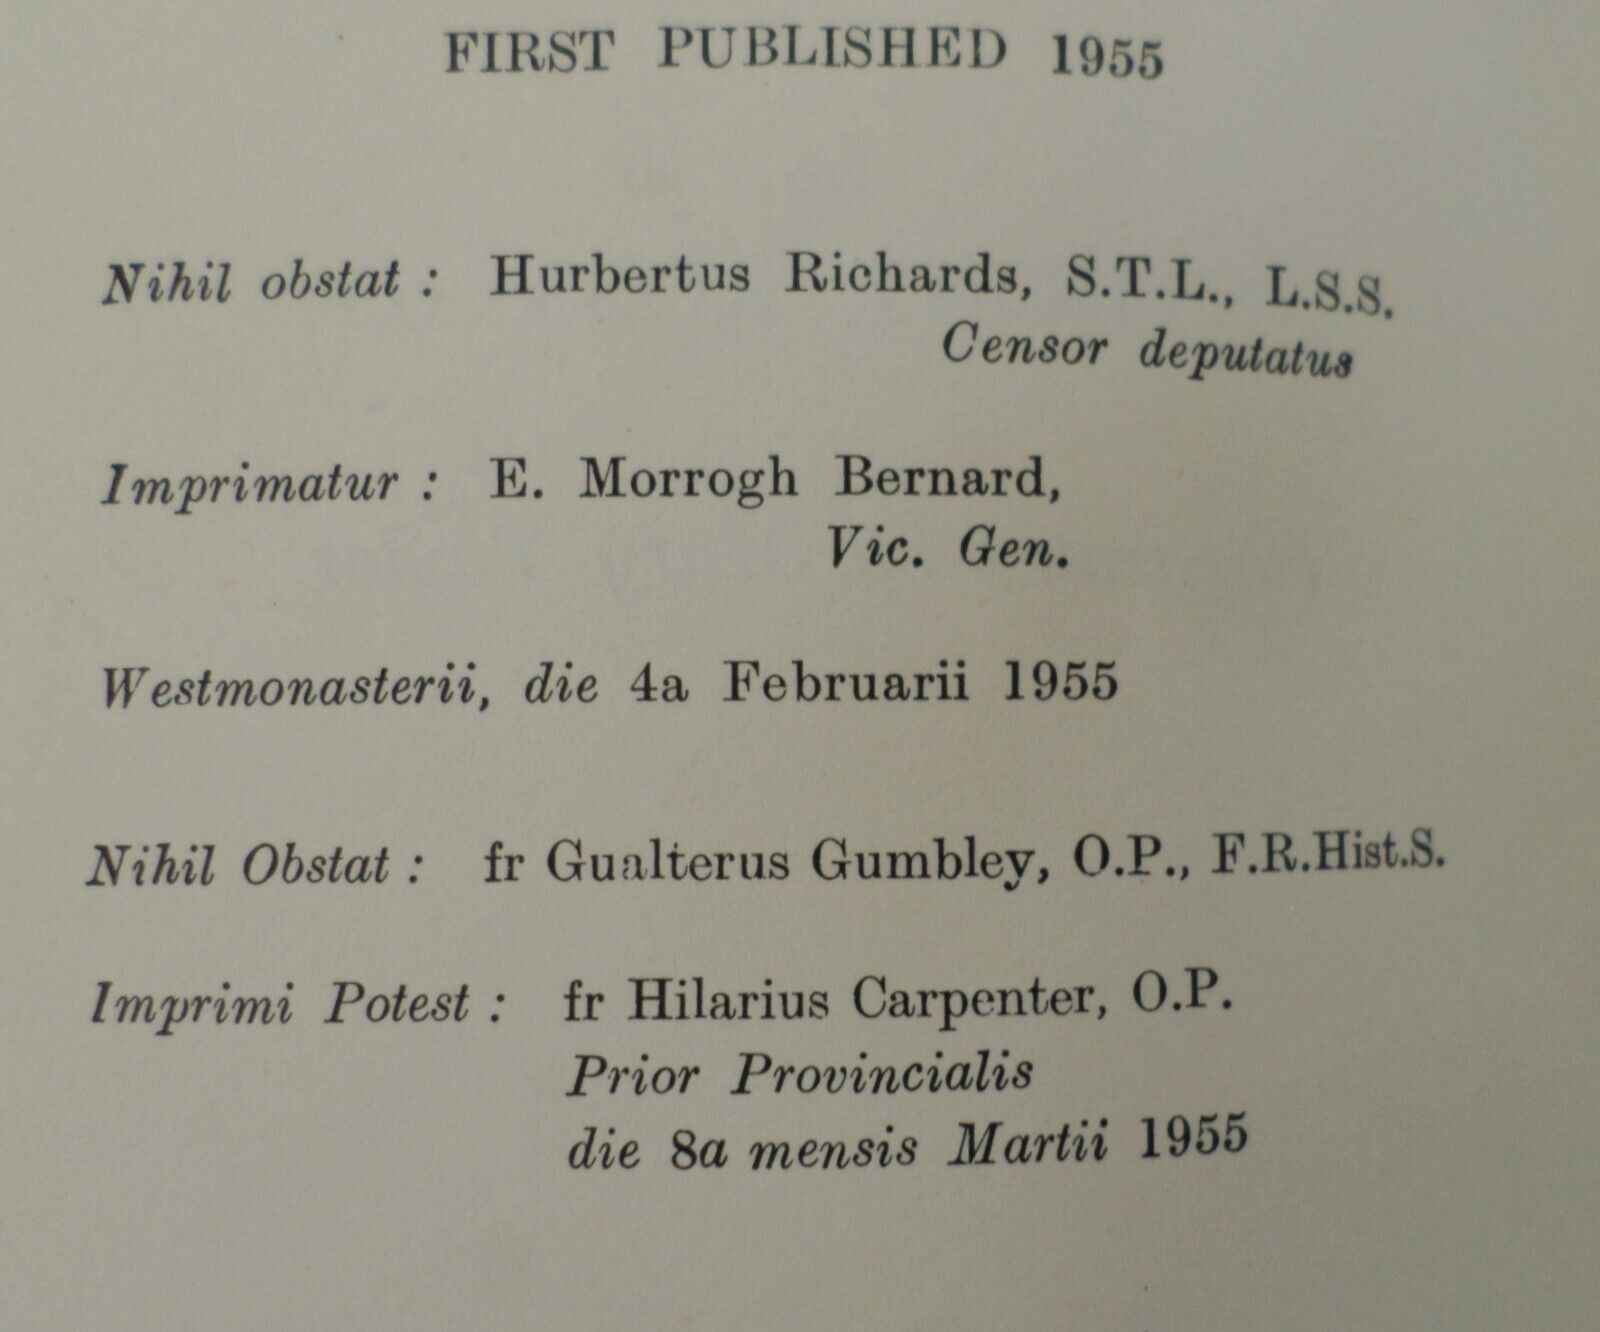 FIRST PUBLISHED 1955
Nihil obstat : Hurbertus Richards, S.T.L., L.S.S.
Censor deputatus
Imprimatur : E. Morrogh Bernard,
Vic. Gen.
Westmonasterii, die 4a Februarii 1955
Nihil Obstat : fr Gualterus Gumbley, O.P., F.R.Hist.S.
Imprimi Potest : fr Hilarius Carpenter, O.P.
Prior Provincialis
die 8a mensis Martii 1955